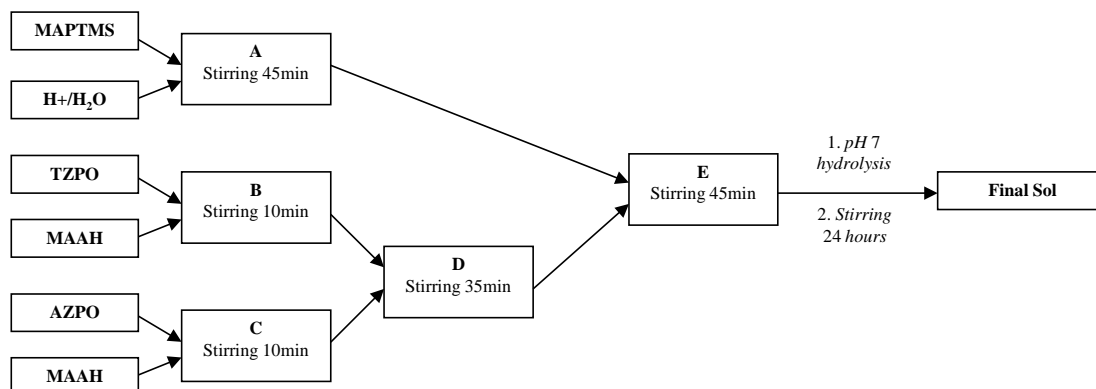 MAPTMS
H+/H₂O
A
Stirring 45min
TZPO
MAAH
B
Stirring 10min
AZPO
MAAH
C
Stirring 10min
D
Stirring 35min
E
Stirring 45min
1. pH 7
hydrolysis
2. Stirring
24 hours
Final Sol